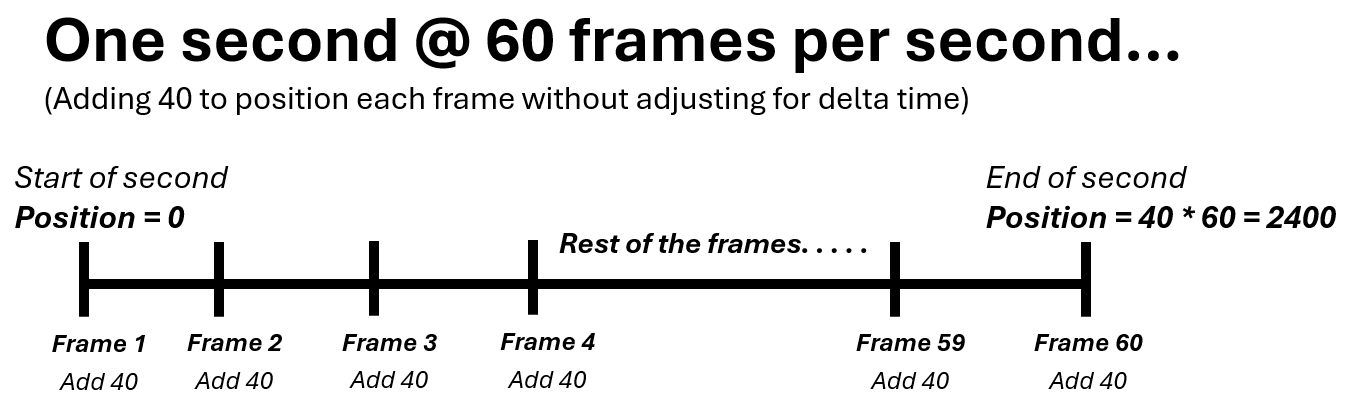 One second @ 60 frames per second...
(Adding 40 to position each frame without adjusting for delta time)
Start of second
Position = 0
End of second
Position = 40 * 60 = 2400
Rest of the frames. . . . .
Frame 1
Add 40
Frame 2
Add 40
Frame 3
Add 40
Frame 4
Add 40
Frame 59
Add 40
Frame 60
Add 40